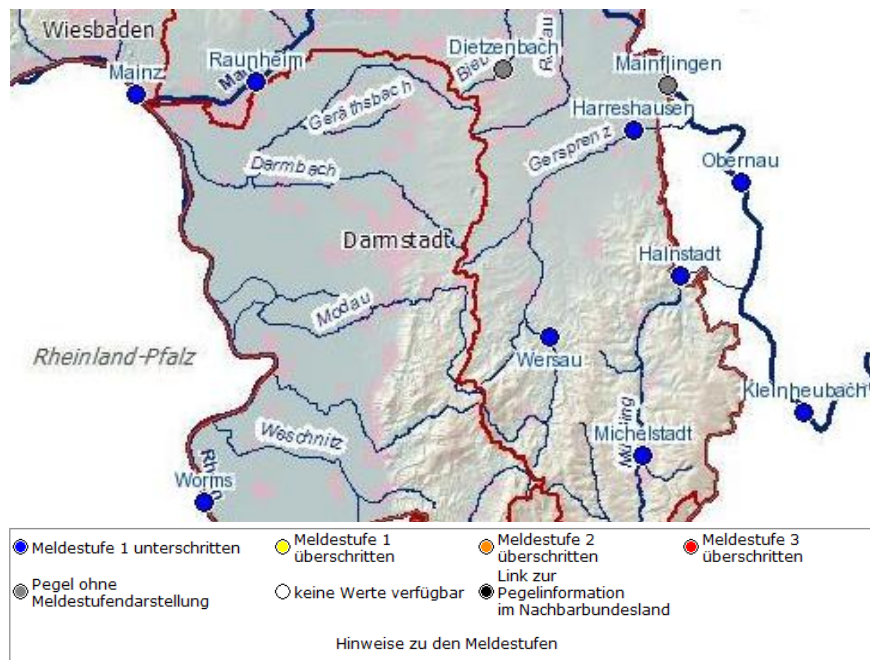 Wiesbaden
Dietzenbach
Raunheim
Mainz
Mainflingen
Harreshausen
Geräthsbach
Gersprenz
Obernau
Darmbach
Darmstadt
Hainstadt
Modau
Rheinland-Pfalz
Wersau
Kleinheubach
Michelstadt
Weschnitz
Worms
Meldestufe 1 unterschritten
Meldestufe 1
überschritten
Meldestufe 2
überschritten
Meldestufe 3
überschritten
Pegel ohne
Meldestufendarstellung
keine Werte verfügbar
Link zur
Pegelinformation
im Nachbarbundesland
Hinweise zu den Meldestufen